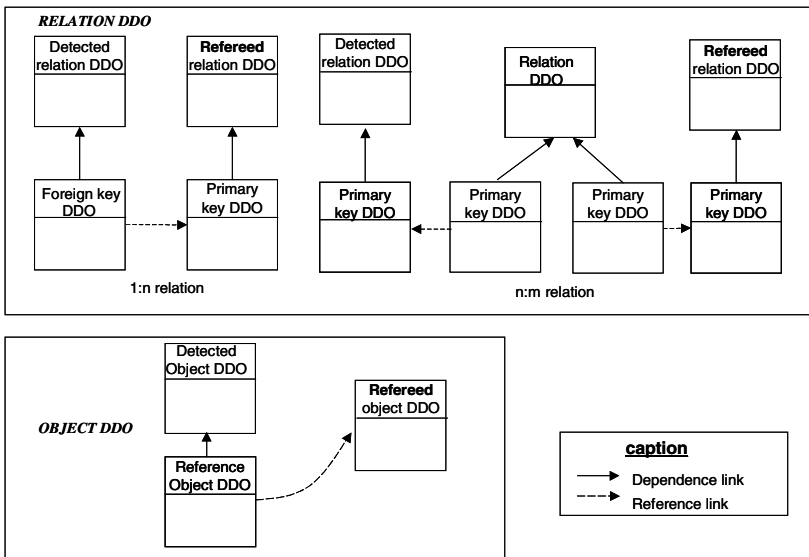 RELATION DDO
Detected
relation DDO
Refereed
relation DDO
Detected
relation DDO
Relation
DDO
Refereed
relation DDO
Foreign key
DDO
Primary
key DDO
Primary
key DDO
Primary
key DDO
Primary
key DDO
Primary
key DDO
1:n relation
n:m relation
Detected
Object DDO
Refereed
object DDO
OBJECT DDO
Reference
Object DDO
caption
Dependence link
Reference link